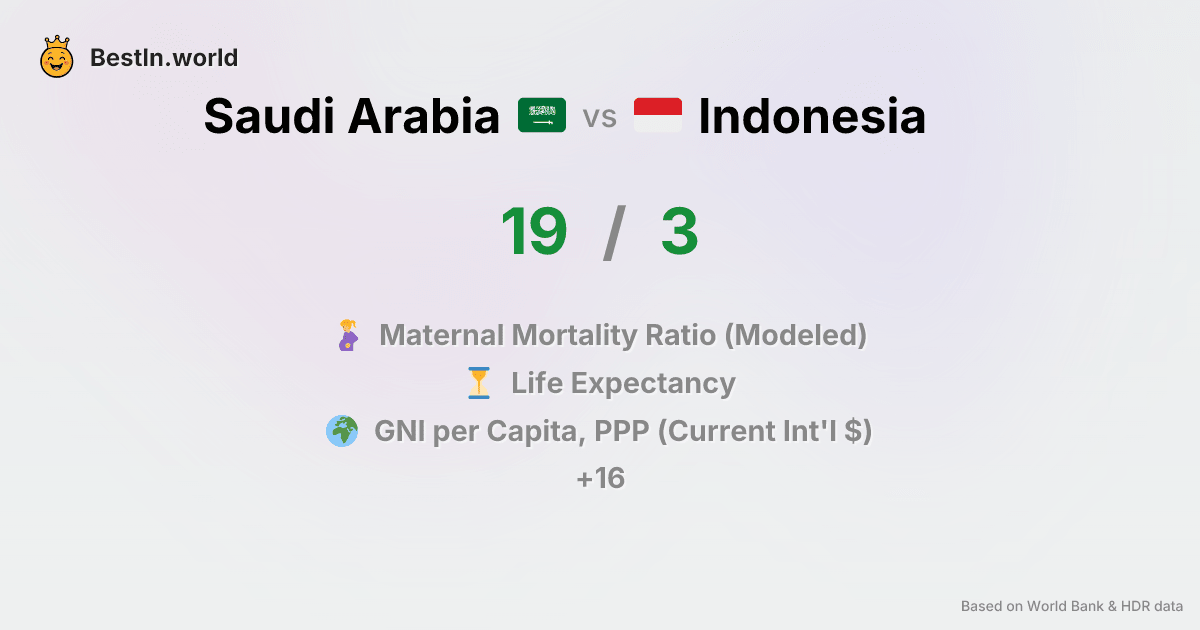 BestIn.world
Saudi Arabia vs Indonesia
19 / 3
Maternal Mortality Ratio (Modeled)
Life Expectancy
GNI per Capita, PPP (Current Int'l $)
+16
Based on World Bank & HDR data